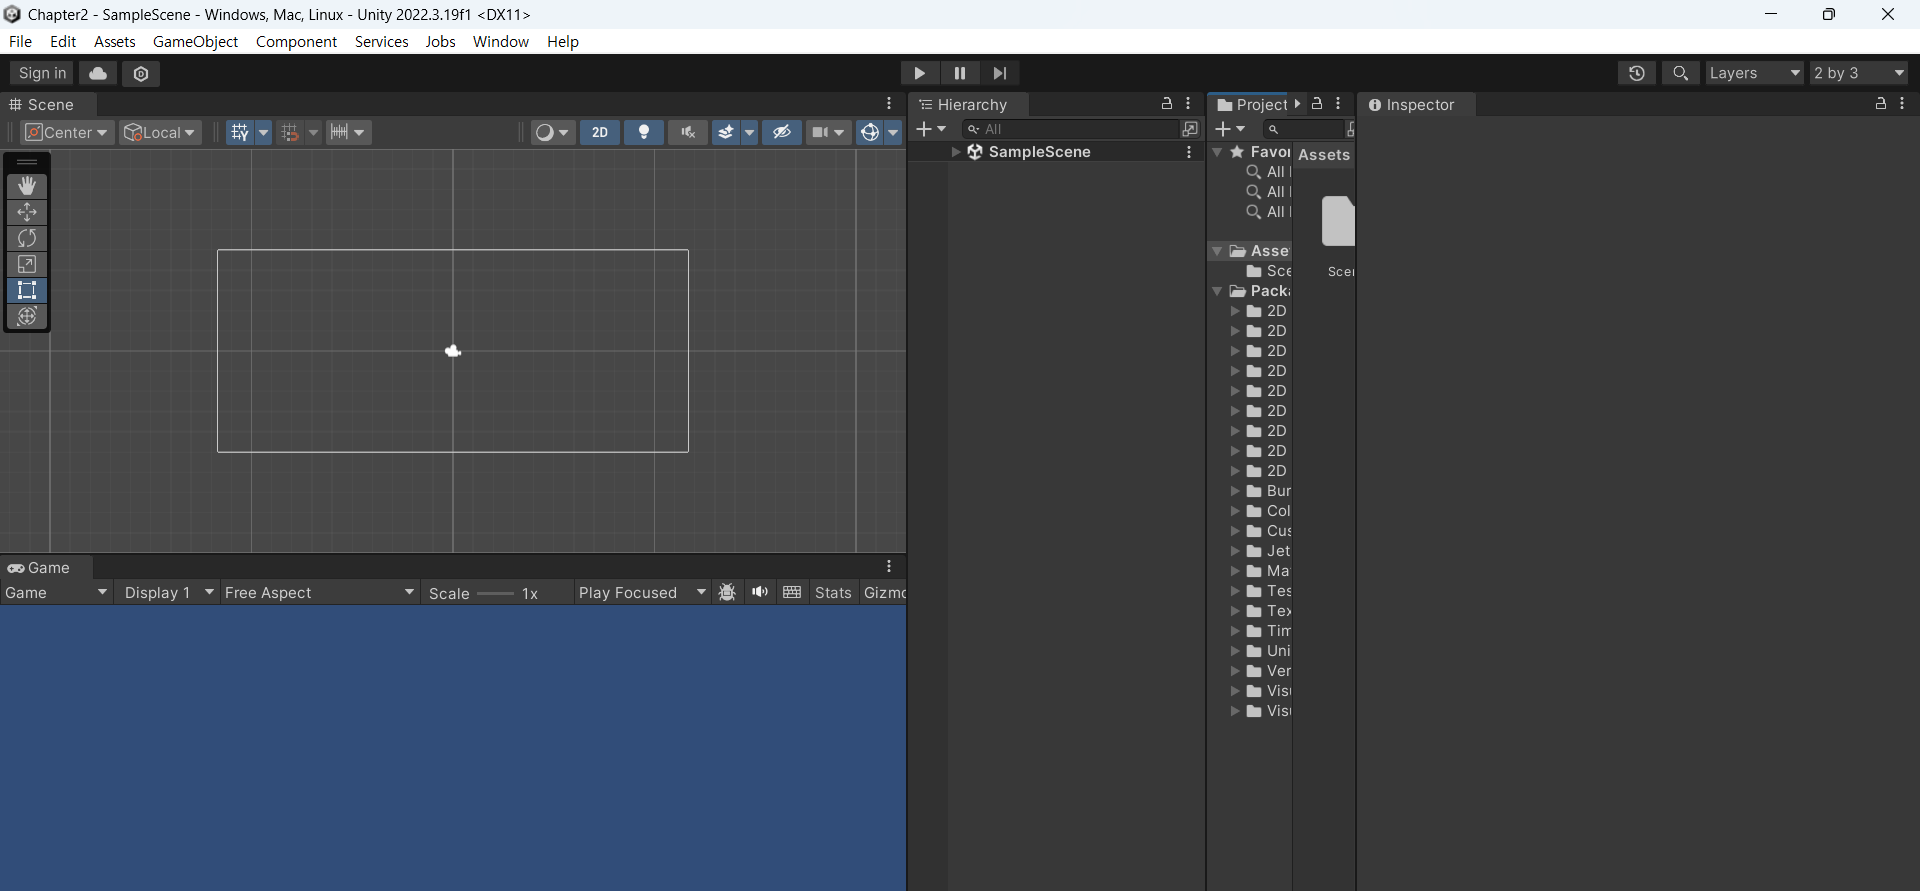 Chapter2 - SampleScene - Windows, Mac, Linux - Unity 2022.3.19f1 <DX11>
File Edit Assets GameObject Component Services Jobs Window Help
Sign in
Layers
2 by 3
Scene
Center
Local
2D
Hierarchy
All
SampleScene
Project
Favo
All
All
All
Asse
Sce
Pack
2D
2D
2D
2D
2D
2D
2D
2D
2D
Bur
Col
Cus
Jet
Ma
Tes
Tex
Tim
Uni
Ver
Visu
Visu
Assets
Scen
Inspector
Game
Game
Display 1
Free Aspect
Scale
1x
Play Focused
Stats
Gizmo